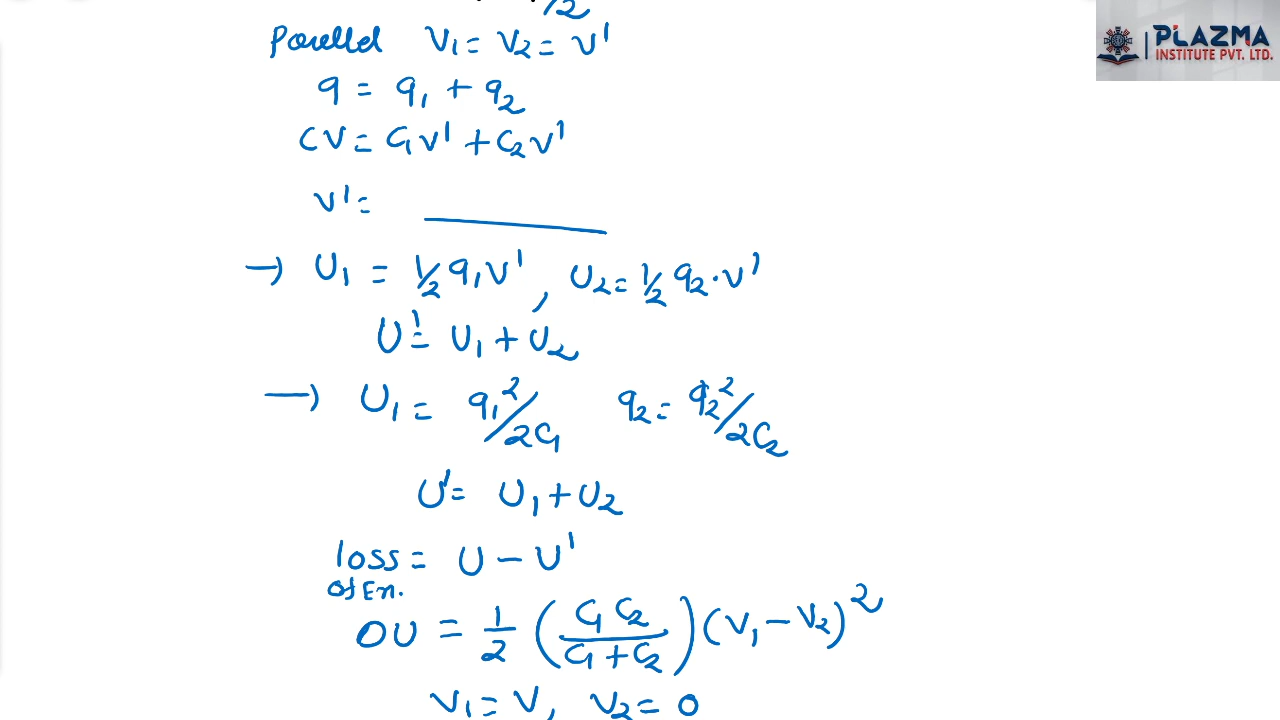 PLAZMA
INSTITUTE PVT. LTD.
Parelled V₁ = V₂ = V'
q = q₁ + q₂
CV = C₁V' + C₂V'
V' =
→ U₁ = 1/2 q₁V' , U₂ = 1/2 q₂·V'
U' = U₁ + U₂
→ U₁ = q₁²/2C₁ q₂ = q₂²/2C₂
U' = U₁ + U₂
loss = U − U'
Of En.
DU = 1/2 (C₁C₂/C₁+C₂)(V₁ − V₂)²
V₁ = V, V₂ = 0